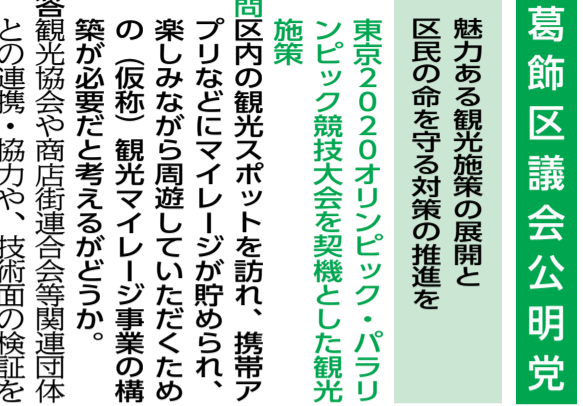 葛飾区議会公明党
魅力ある観光施策の展開と
区民の命を守る対策の推進を
東京2020オリンピック・パラリ
ンピック競技大会を契機とした観光
施策
問区内の観光スポットを訪れ、携帯ア
プリなどにマイレージが貯められ、
楽しみながら周遊していただくため
の（仮称）観光マイレージ事業の構
築が必要だと考えるがどうか。
答観光協会や商店街連合会等関連団体
との連携・協力や、技術面の検証を